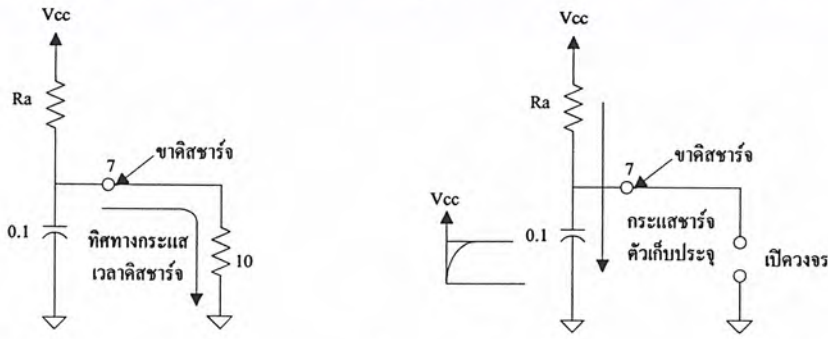 Vcc
Ra
7
ขาดิสชาร์จ
0.1
ทิศทางกระแส
เวลาดิสชาร์จ
10
Vcc
Ra
7
ขาดิสชาร์จ
Vcc
0.1
กระแสชาร์จ
ตัวเก็บประจุ
เปิดวงจร